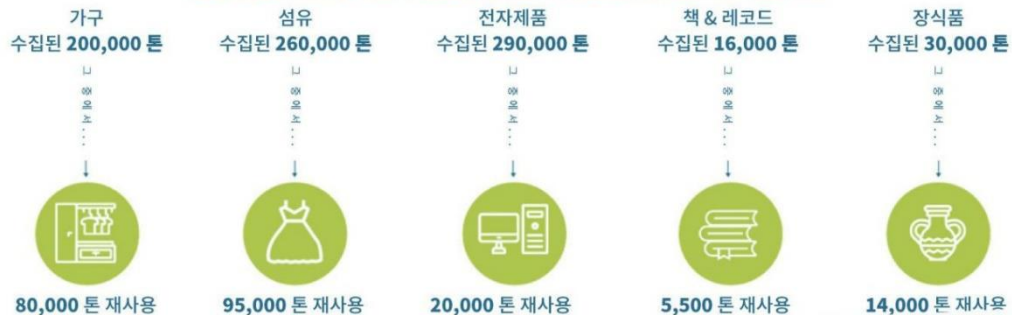 가구
수집된 200,000 톤
그 중에서...
80,000 톤 재사용
섬유
수집된 260,000 톤
그 중에서...
95,000 톤 재사용
전자제품
수집된 290,000 톤
그 중에서...
20,000 톤 재사용
책 & 레코드
수집된 16,000 톤
그 중에서...
5,500 톤 재사용
장식품
수집된 30,000 톤
그 중에서...
14,000 톤 재사용